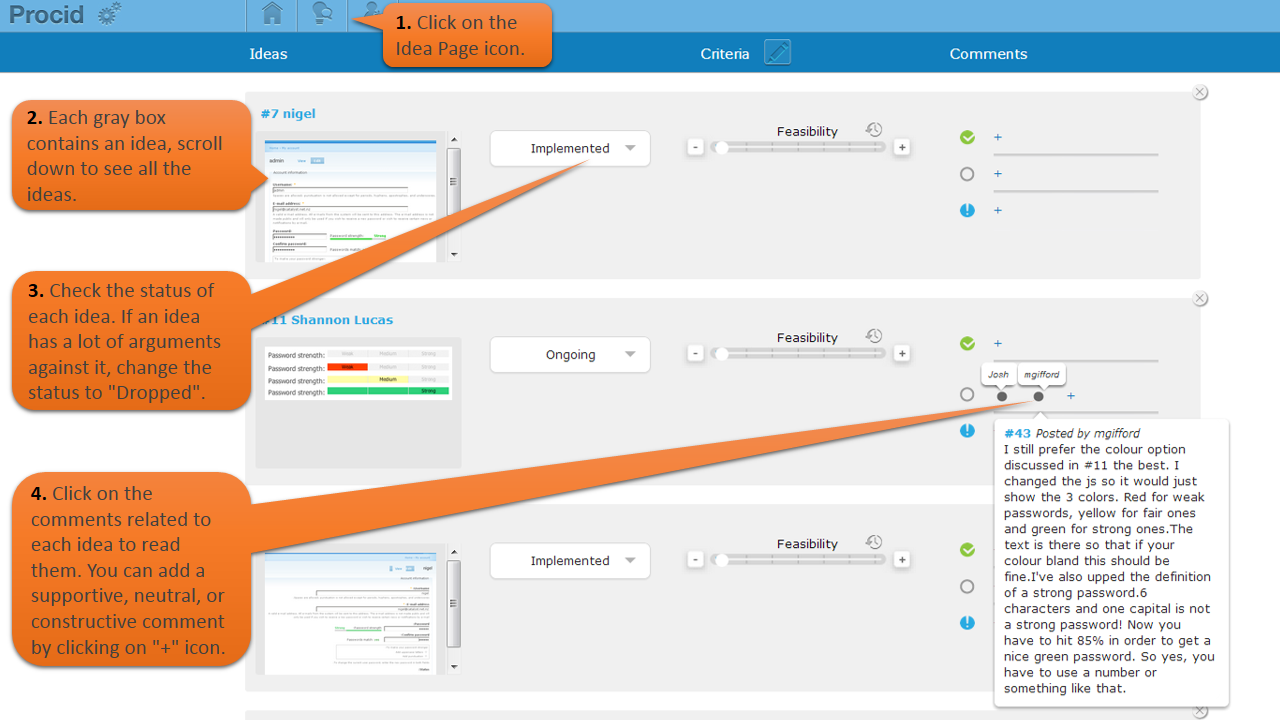 Procid
1. Click on the
Idea Page icon.
Ideas
Criteria
Comments
2. Each gray box
contains an idea, scroll
down to see all the
ideas.
#7 nigel
admin
Account information
Username: *
E-mail address: *
Password:
Password strength:
Strong
Confirm password:
Passwords match:
Implemented
Feasibility
-
+
+
+
+
3. Check the status of
each idea. If an idea
has a lot of arguments
against it, change the
status to "Dropped".
#11 Shannon Lucas
Password strength: Weak Medium Strong
Password strength: Weak
Password strength: Medium
Password strength: Strong
Ongoing
Feasibility
-
+
+
Josh
mgifford
+
#43 Posted by mgifford
I still prefer the colour option
discussed in #11 the best. I
changed the js so it would just
show the 3 colors. Red for weak
passwords, yellow for fair ones
and green for strong ones.The
text is there so that if your
colour bland this should be
fine.I've also upped the definition
of a strong password.6
characters and one capital is not
a strong password! Now you
have to hit 85% in order to get a
nice green password. So yes, you
have to use a number or
something like that.
4. Click on the
comments related to
each idea to read
them. You can add a
supportive, neutral, or
constructive comment
by clicking on "+" icon.
Implemented
Feasibility
-
+